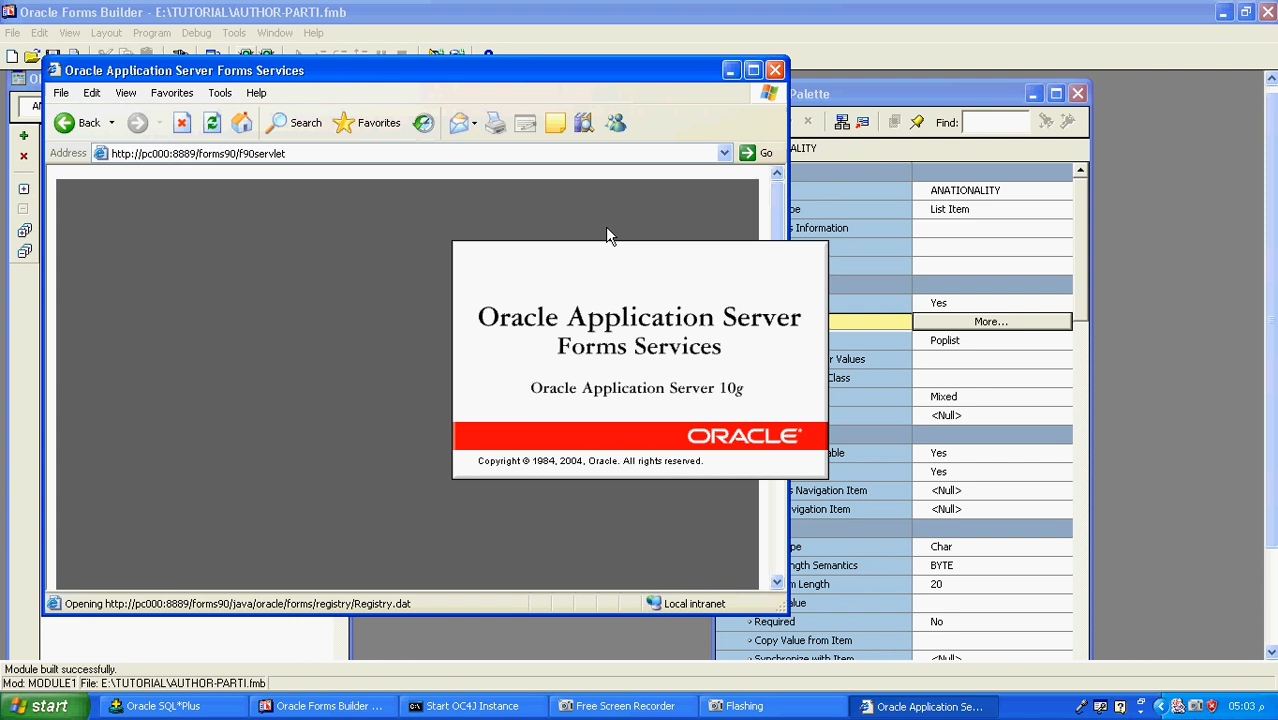 Oracle Forms Builder - E:\TUTORIAL\AUTHOR-PARTI.fmb
File Edit View Layout Program Debug Tools Window Help
Oracle Application Server Forms Services
File Edit View Favorites Tools Help
Back Search Favorites
Address http://pc000:8889/forms90/f90servlet Go
Palette
Find:
ANATIONALITY
List Item
Information
Yes
More...
Poplist
Values
Class
Mixed
<Null>
Yes
Yes
Navigation Item <Null>
<Null>
Char
Semantics BYTE
Length 20
Required No
Copy Value from Item
Synchronize with Item <Null>
Oracle Application Server
Forms Services
Oracle Application Server 10g
ORACLE
Copyright © 1984, 2004, Oracle. All rights reserved.
Opening http://pc000:8889/forms90/java/oracle/forms/registry/Registry.dat Local intranet
Module built successfully.
Mod: MODULE1 File: E:\TUTORIAL\AUTHOR-PARTI.fmb
start Oracle SQL*Plus Oracle Forms Builder ... Start OC4J Instance Free Screen Recorder Flashing Oracle Application Se... 05:03 م